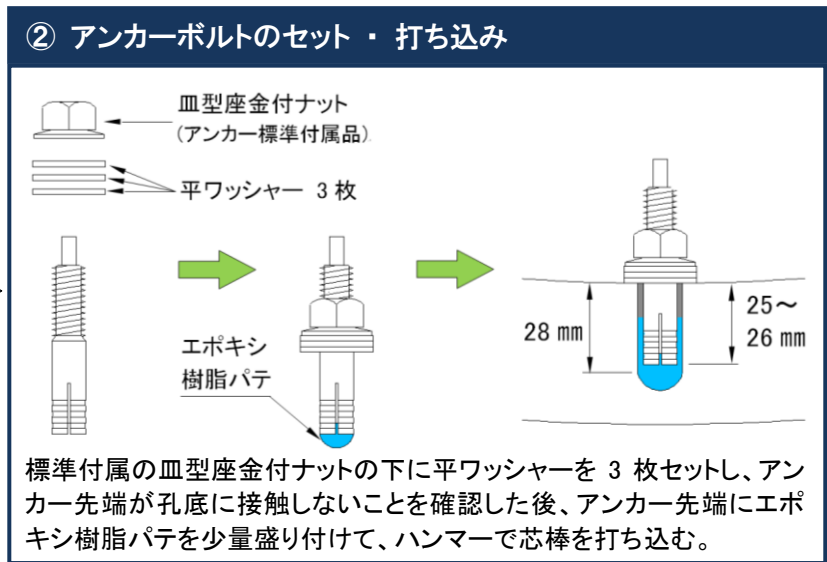 ② アンカーボルトのセット ・ 打ち込み
皿型座金付ナット
(アンカー標準付属品)
平ワッシャー 3 枚
エポキシ
樹脂パテ
28 mm
25～
26 mm
標準付属の皿型座金付ナットの下に平ワッシャーを 3 枚セットし、アン
カー先端が孔底に接触しないことを確認した後、アンカー先端にエポ
キシ樹脂パテを少量盛り付けて、ハンマーで芯棒を打ち込む。